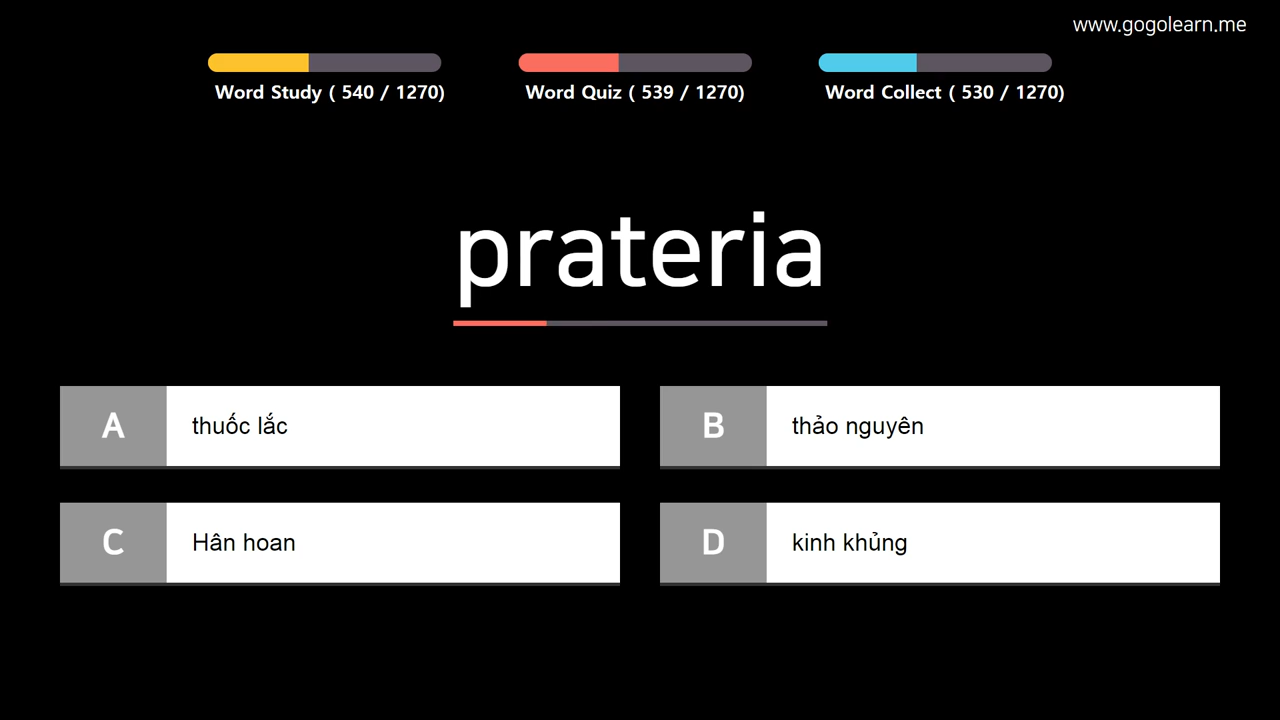 www.gogolearn.me
Word Study ( 540 / 1270)
Word Quiz ( 539 / 1270)
Word Collect ( 530 / 1270)
prateria
A thuốc lắc
B thảo nguyên
C Hân hoan
D kinh khủng